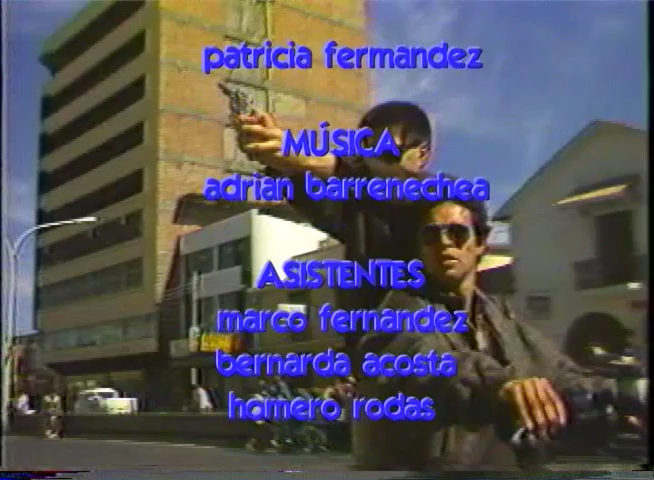 patricia fermandez
MÚSICA
adrian barrenechea
ASISTENTES
marco fernandez
bernarda acosta
homero rodas